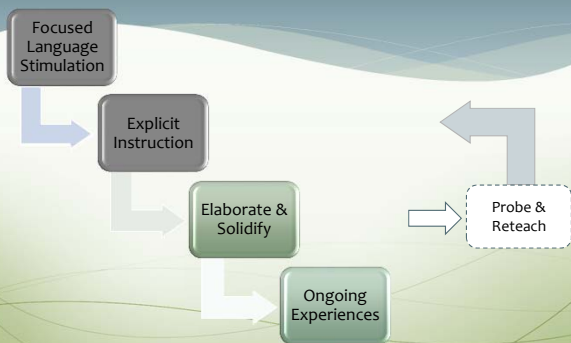 Focused
Language
Stimulation
Explicit
Instruction
Elaborate &
Solidify
Probe &
Reteach
Ongoing
Experiences